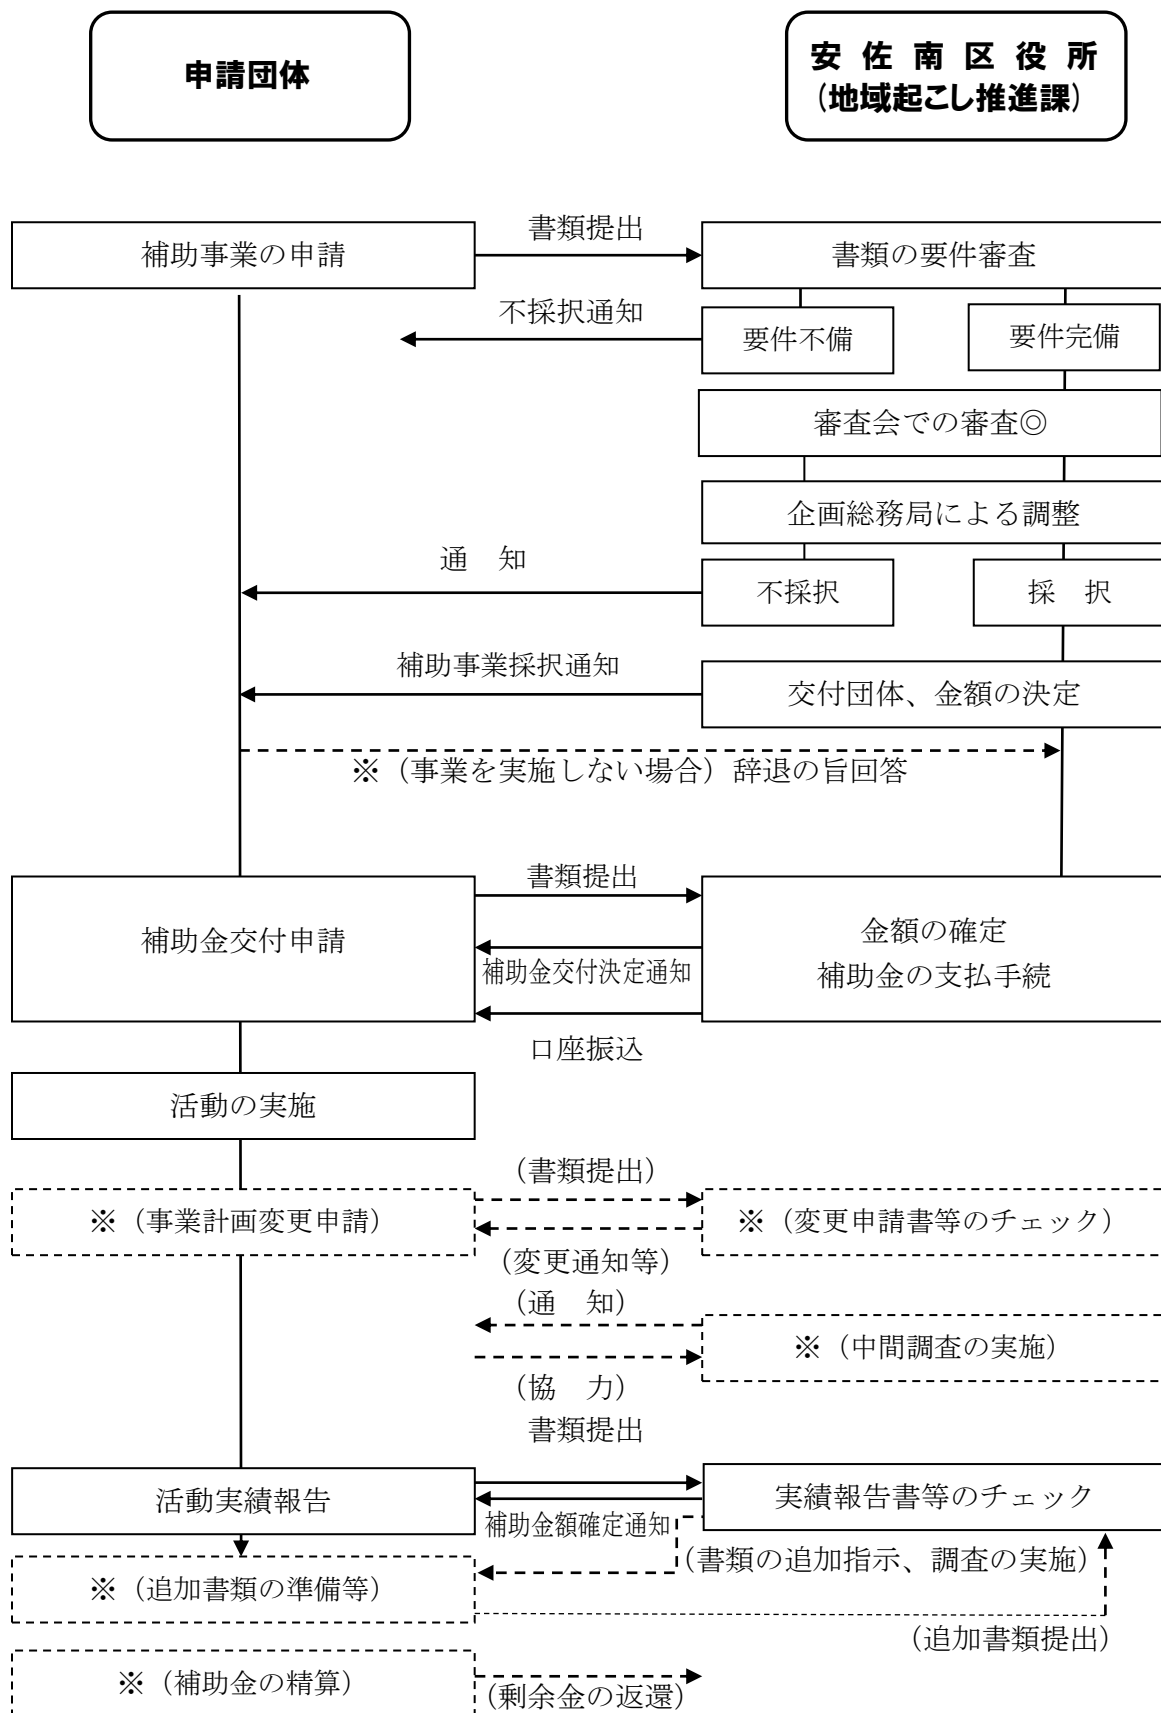 申請団体
安佐南区役所
(地域起こし推進課)
書類提出
補助事業の申請
書類の要件審査
不採択通知
要件不備
要件完備
審査会での審査◎
企画総務局による調整
通　知
不採択
採　択
補助事業採択通知
交付団体、金額の決定
※（事業を実施しない場合）辞退の旨回答
書類提出
補助金交付申請
金額の確定
補助金の支払手続
補助金交付決定通知
口座振込
活動の実施
（書類提出）
※（事業計画変更申請）
※（変更申請書等のチェック）
（変更通知等）
（通　知）
※（中間調査の実施）
（協　力）
書類提出
活動実績報告
実績報告書等のチェック
補助金額確定通知
（書類の追加指示、調査の実施）
※（追加書類の準備等）
（追加書類提出）
※（補助金の精算）
（剰余金の返還）